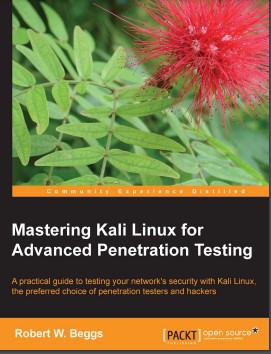 Community Experience Distilled
Mastering Kali Linux for
Advanced Penetration Testing
A practical guide to testing your network's security with Kali Linux,
the preferred choice of penetration testers and hackers
Robert W. Beggs
[PACKT] open source*
PUBLISHING